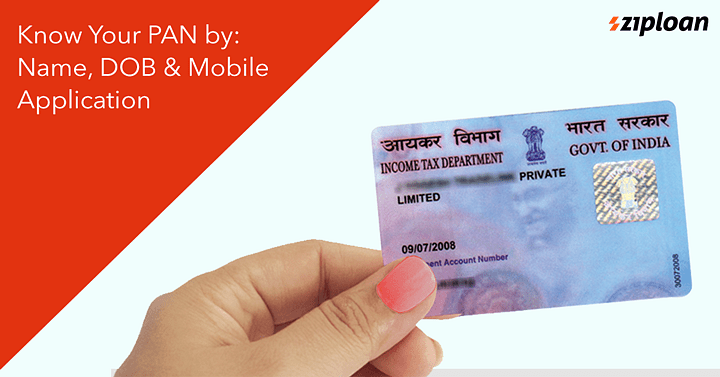 Know Your PAN by:
Name, DOB & Mobile
Application
ziploan
आयकर विभाग
INCOME TAX DEPARTMENT
भारत सरकार
GOVT. OF INDIA
PRIVATE
LIMITED
09/07/2008
Account Number
30072008